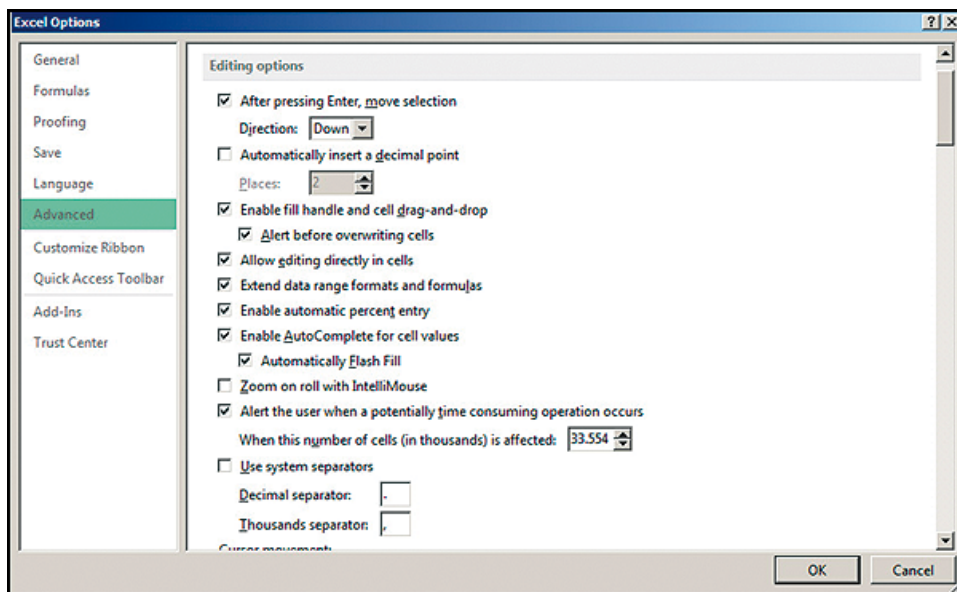 Excel Options
General
Formulas
Proofing
Save
Language
Advanced
Customize Ribbon
Quick Access Toolbar
Add-Ins
Trust Center
Editing options
After pressing Enter, move selection
Direction: Down
Automatically insert a decimal point
Places: 2
Enable fill handle and cell drag-and-drop
Alert before overwriting cells
Allow editing directly in cells
Extend data range formats and formulas
Enable automatic percent entry
Enable AutoComplete for cell values
Automatically Flash Fill
Zoom on roll with IntelliMouse
Alert the user when a potentially time consuming operation occurs
When this number of cells (in thousands) is affected: 33.554
Use system separators
Decimal separator: .
Thousands separator: ,
Cursor movement:
OK Cancel